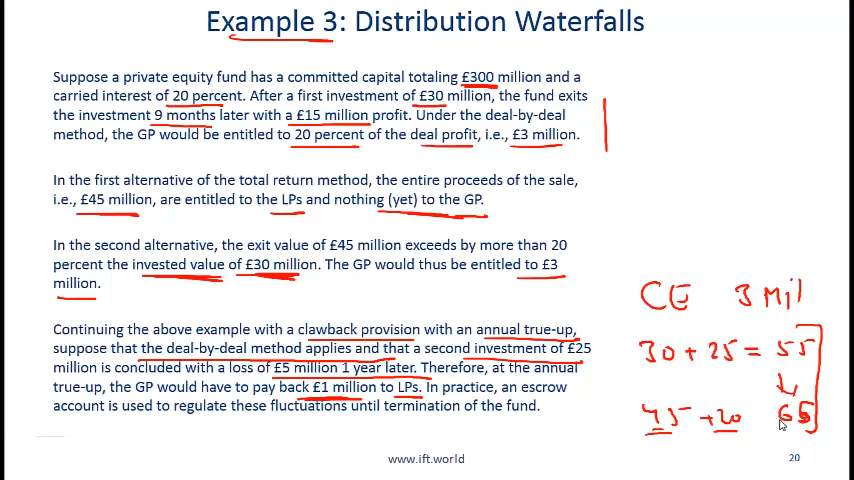 Example 3: Distribution Waterfalls
Suppose a private equity fund has a committed capital totaling £300 million and a
carried interest of 20 percent. After a first investment of £30 million, the fund exits
the investment 9 months later with a £15 million profit. Under the deal-by-deal
method, the GP would be entitled to 20 percent of the deal profit, i.e., £3 million.
In the first alternative of the total return method, the entire proceeds of the sale,
i.e., £45 million, are entitled to the LPs and nothing (yet) to the GP.
In the second alternative, the exit value of £45 million exceeds by more than 20
percent the invested value of £30 million. The GP would thus be entitled to £3
million.
Continuing the above example with a clawback provision with an annual true-up,
suppose that the deal-by-deal method applies and that a second investment of £25
million is concluded with a loss of £5 million 1 year later. Therefore, at the annual
true-up, the GP would have to pay back £1 million to LPs. In practice, an escrow
account is used to regulate these fluctuations until termination of the fund.
CE 3 Mil
30 + 25 = 55
45 + 20 65
www.ift.world
20